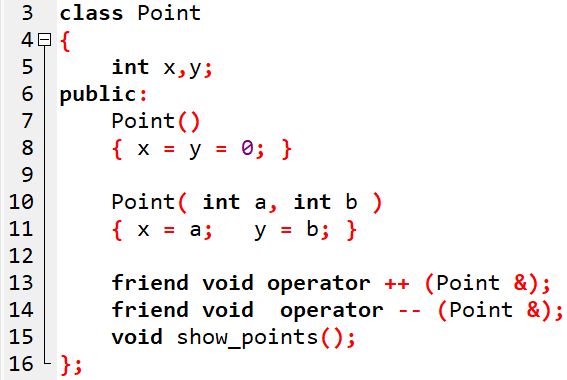 3 class Point
4 {
5 int x,y;
6 public:
7 Point()
8 { x = y = 0; }
9
10 Point( int a, int b )
11 { x = a;   y = b; }
12
13 friend void operator ++ (Point &);
14 friend void  operator -- (Point &);
15 void show_points();
16 };